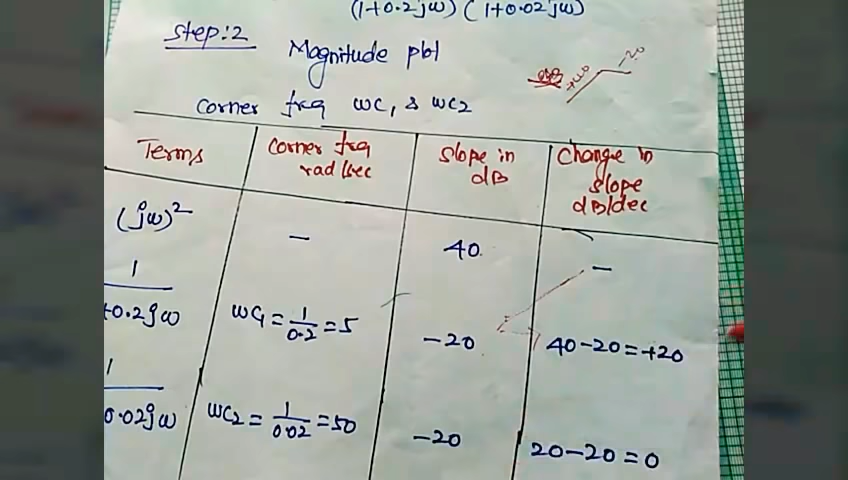 (1+0.2jω) (1+0.02jω)
Step:2
Magnitude plot
Corner frq ωC1 & ωC2
Terms Corner frq rad/sec Slope in dB Change in slope dB/dec
(jω)² — 40 —
1
+0.2jω ωC1 = 1/0.2 = 5 -20 40-20=+20
1
0.02jω ωC2 = 1/0.02 = 50 -20 20-20=0